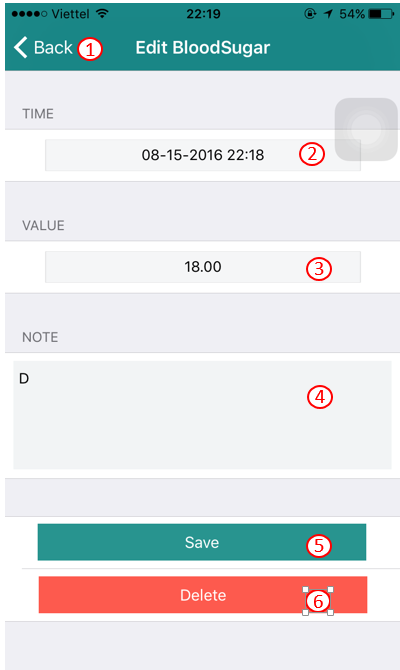 Viettel 22:19 54%
Back 1 Edit BloodSugar
TIME
08-15-2016 22:18 2
VALUE
18.00 3
NOTE
D
4
Save 5
Delete 6